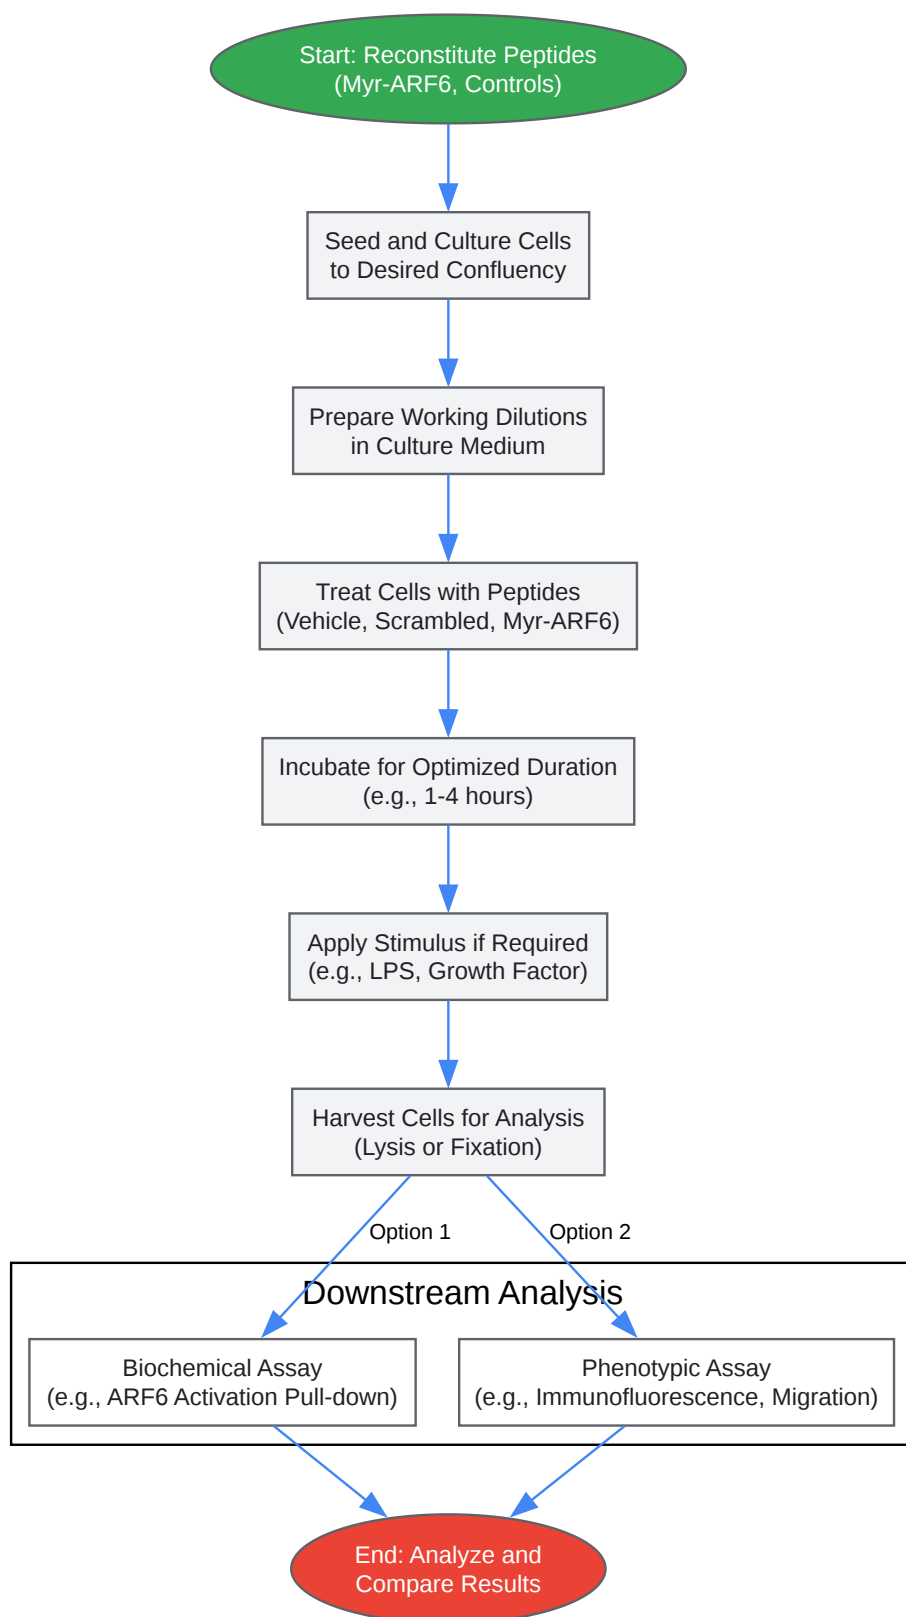 Start: Reconstitute Peptides
(Myr-ARF6, Controls)
Seed and Culture Cells
to Desired Confluency
Prepare Working Dilutions
in Culture Medium
Treat Cells with Peptides
(Vehicle, Scrambled, Myr-ARF6)
Incubate for Optimized Duration
(e.g., 1-4 hours)
Apply Stimulus if Required
(e.g., LPS, Growth Factor)
Harvest Cells for Analysis
(Lysis or Fixation)
Option 1
Option 2
Downstream Analysis
Biochemical Assay
(e.g., ARF6 Activation Pull-down)
Phenotypic Assay
(e.g., Immunofluorescence, Migration)
End: Analyze and
Compare Results